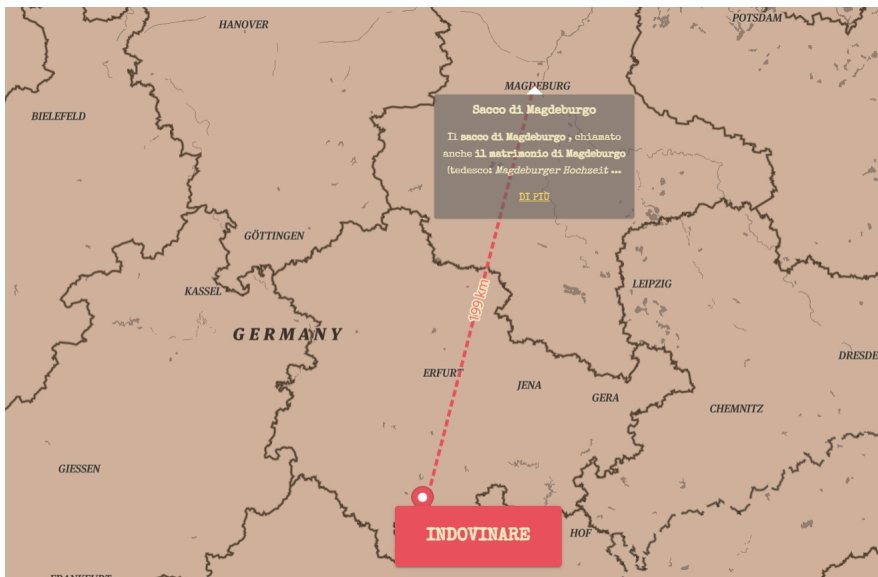 HANOVER
POTSDAM
MAGDEBURG
BIELEFELD
Sacco di Magdeburgo
Il sacco di Magdeburgo , chiamato
anche il matrimonio di Magdeburgo
(tedesco: Magdeburger Hochzeit ...
DI PIÙ
GÖTTINGEN
KASSEL
LEIPZIG
199 km
GERMANY
DRESDE
ERFURT
JENA
GERA
CHEMNITZ
GIESSEN
INDOVINARE
HOF
FRANKFURT